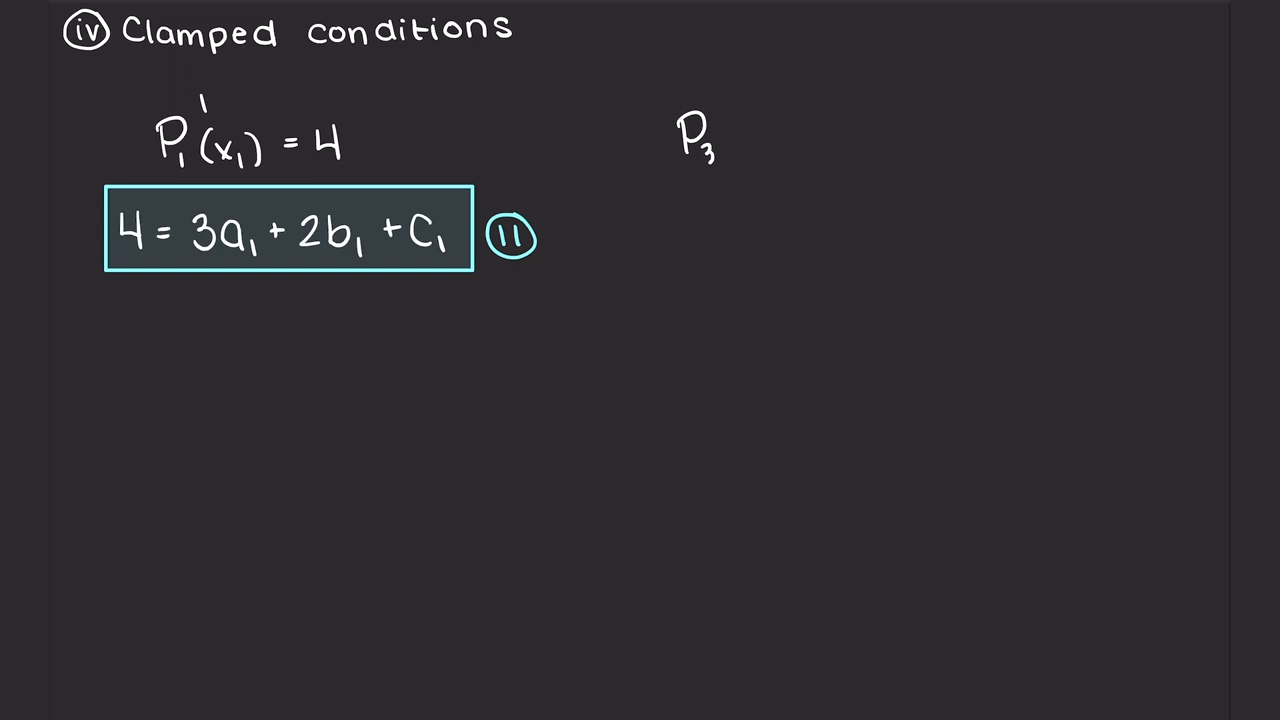 (iv) Clamped conditions
P₁'(x₁) = 4
P₃
4 = 3a₁ + 2b₁ + c₁ (11)